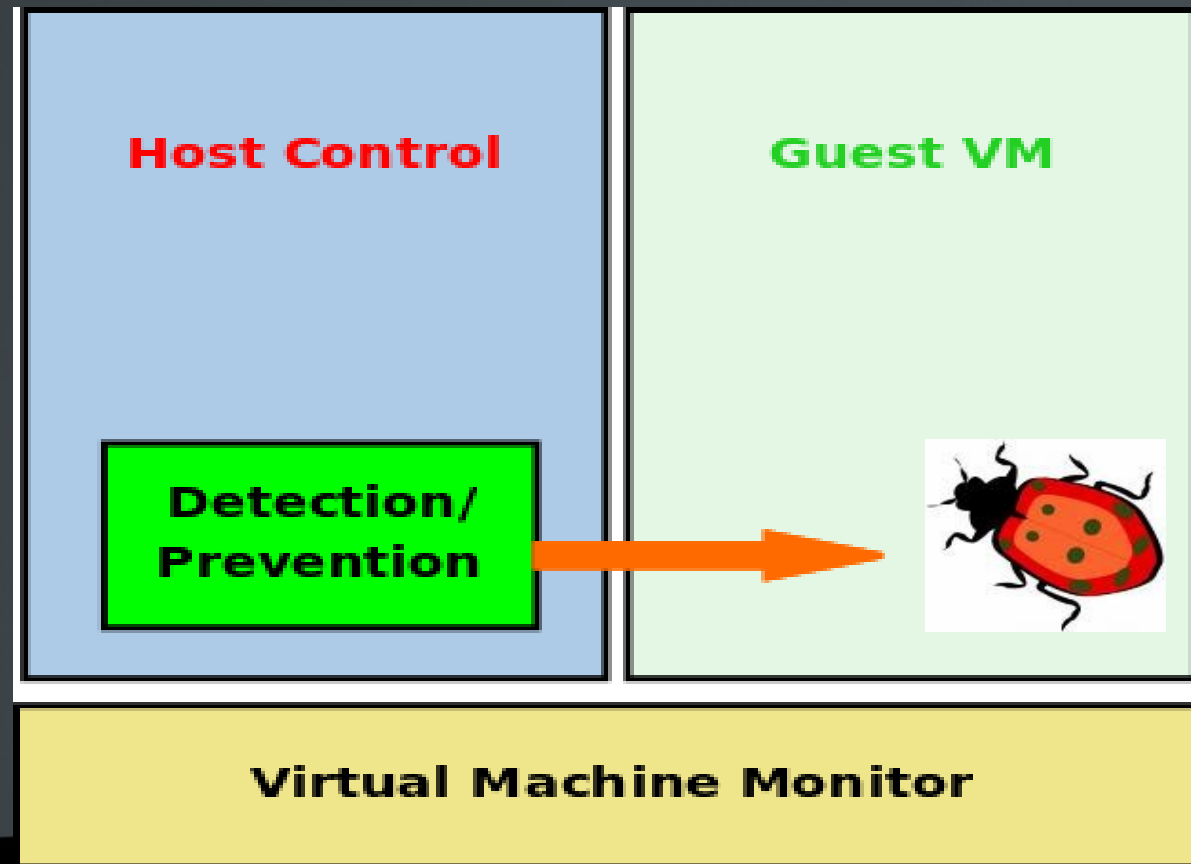 Host Control
Guest VM
Detection/
Prevention
Virtual Machine Monitor